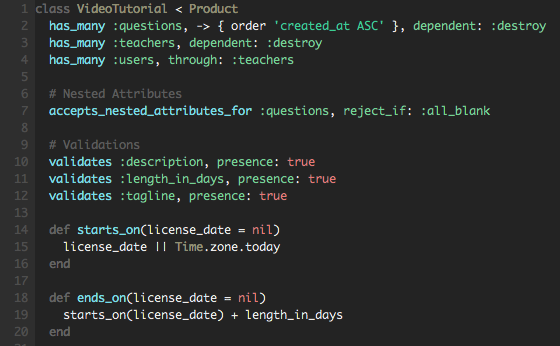 1 class VideoTutorial < Product
2   has_many :questions, -> { order 'created_at ASC' }, dependent: :destroy
3   has_many :teachers, dependent: :destroy
4   has_many :users, through: :teachers
5
6   # Nested Attributes
7   accepts_nested_attributes_for :questions, reject_if: :all_blank
8
9   # Validations
10   validates :description, presence: true
11   validates :length_in_days, presence: true
12   validates :tagline, presence: true
13
14   def starts_on(license_date = nil)
15     license_date || Time.zone.today
16   end
17
18   def ends_on(license_date = nil)
19     starts_on(license_date) + length_in_days
20   end